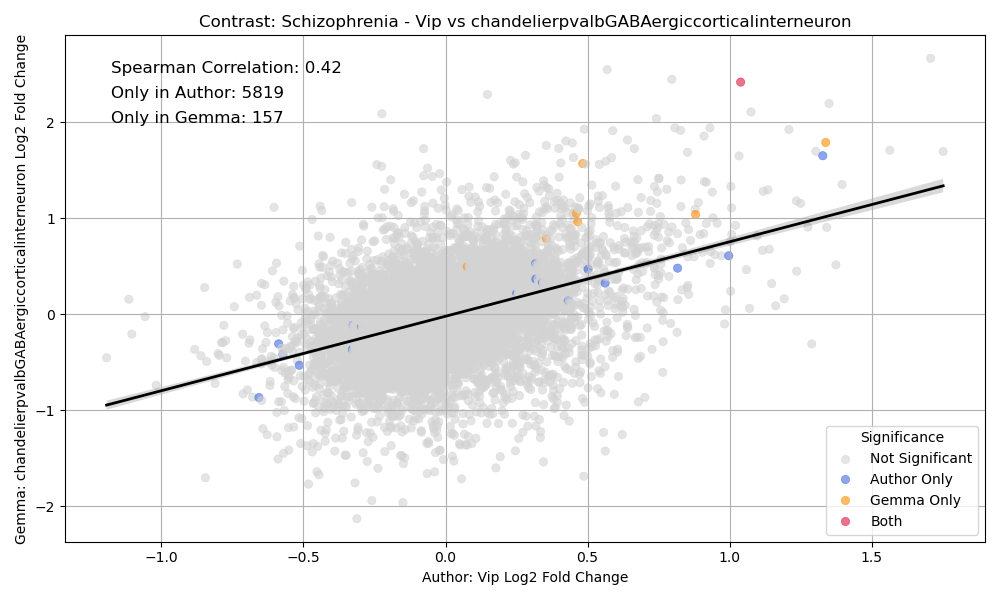 Contrast: Schizophrenia - Vip vs chandelierpvalbGABAergiccorticalinterneuron
Spearman Correlation: 0.42
Only in Author: 5819
Only in Gemma: 157
Gemma: chandelierpvalbGABAergiccorticalinterneuron Log2 Fold Change
2
1
0
−1
−2
Significance
Not Significant
Author Only
Gemma Only
Both
−1.0 −0.5 0.0 0.5 1.0 1.5
Author: Vip Log2 Fold Change